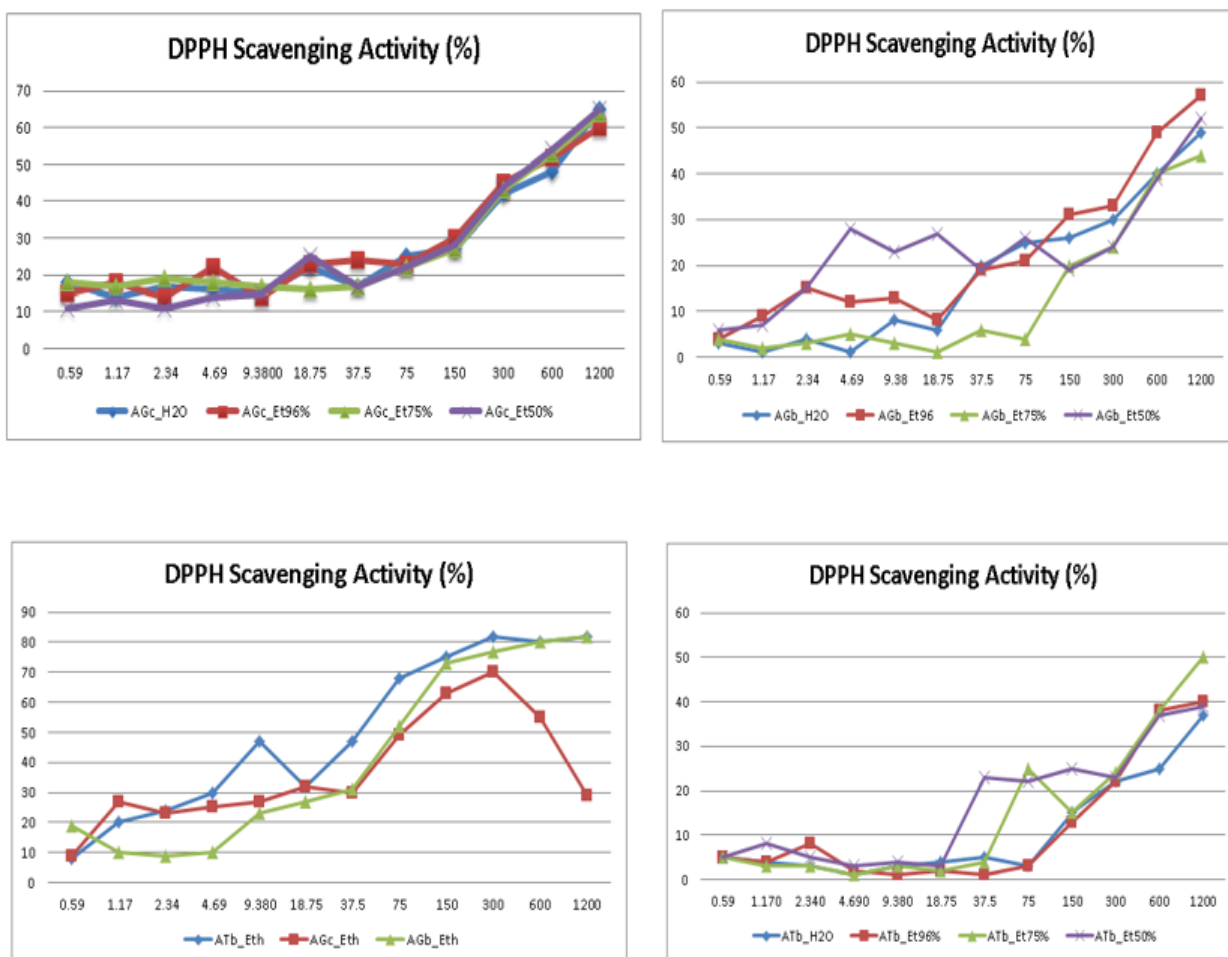 DPPH Scavenging Activity (%)
70
60
50
40
30
20
10
0
0.59 1.17 2.34 4.69 9.3800 18.75 37.5 75 150 300 600 1200
AGc_H2O AGc_Et96% AGc_Et75% AGc_Et50%
DPPH Scavenging Activity (%)
60
50
40
30
20
10
0
0.59 1.17 2.34 4.69 9.38 18.75 37.5 75 150 300 600 1200
AGb_H2O AGb_Et96 AGb_Et75% AGb_Et50%
DPPH Scavenging Activity (%)
90
80
70
60
50
40
30
20
10
0
0.59 1.17 2.34 4.69 9.380 18.75 37.5 75 150 300 600 1200
ATb_Eth AGc_Eth AGb_Eth
DPPH Scavenging Activity (%)
60
50
40
30
20
10
0
0.59 1.170 2.340 4.690 9.380 18.75 37.5 75 150 300 600 1200
ATb_H2O ATb_Et96% ATb_Et75% ATb_Et50%